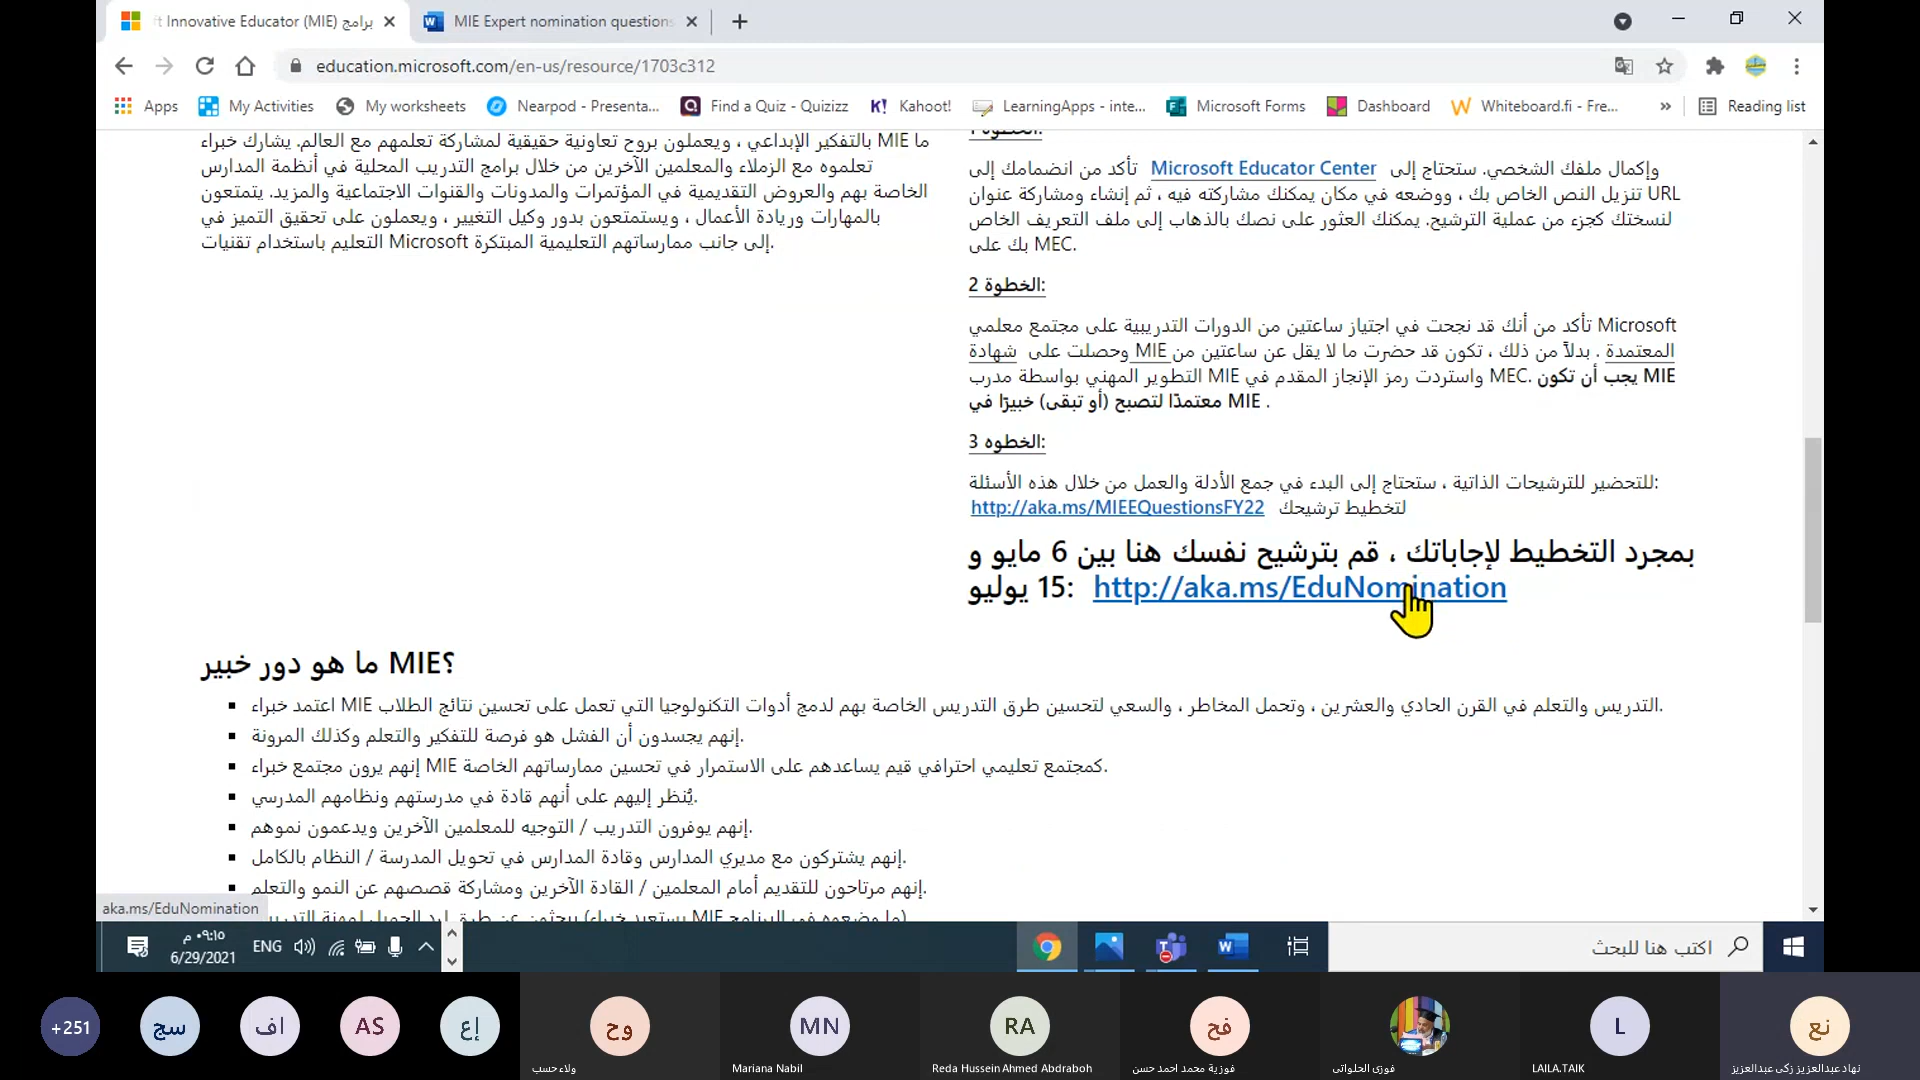 ft Innovative Educator (MIE) برامج
MIE Expert nomination questions
education.microsoft.com/en-us/resource/1703c312
Apps
My Activities
My worksheets
Nearpod - Presenta...
Find a Quiz - Quizizz
Kahoot!
LearningApps - inte...
Microsoft Forms
Dashboard
Whiteboard.fi - Fre...
Reading list
ما MIE بالتفكير الإبداعي ، ويعملون بروح تعاونية حقيقية لمشاركة تعلمهم مع العالم. يشارك خبراء
تعلموه مع الزملاء والمعلمين الآخرين من خلال برامج التدريب المحلية في أنظمة المدارس
الخاصة بهم والعروض التقديمية في المؤتمرات والمدونات والقنوات الاجتماعية والمزيد. يتمتعون
بالمهارات وريادة الأعمال ، ويستمتعون بدور وكيل التغيير ، ويعملون على تحقيق التميز في
إلى جانب ممارساتهم التعليمية المبتكرة Microsoft التعليم باستخدام تقنيات.
الخطوة 1:
وإكمال ملفك الشخصي. ستحتاج إلى Microsoft Educator Center تأكد من انضمامك إلى
URL تنزيل النص الخاص بك ، ووضعه في مكان يمكنك مشاركته فيه ، ثم إنشاء ومشاركة عنوان
لنسختك كجزء من عملية الترشيح. يمكنك العثور على نصك بالذهاب إلى ملف التعريف الخاص
بك على MEC.
الخطوة 2:
Microsoft تأكد من أنك قد نجحت في اجتياز ساعتين من الدورات التدريبية على مجتمع معلمي
المعتمدة . بدلاً من ذلك ، تكون قد حضرت ما لا يقل عن ساعتين من MIE وحصلت على شهادة
MIE يجب أن تكون .MEC واستردت رمز الإنجاز المقدم في MIE التطوير المهني بواسطة مدرب
. MIE معتمدًا لتصبح (أو تبقى) خبيرًا في
الخطوه 3:
للتحضير للترشيحات الذاتية ، ستحتاج إلى البدء في جمع الأدلة والعمل من خلال هذه الأسئلة:
لتخطيط ترشيحك http://aka.ms/MIEEQuestionsFY22
بمجرد التخطيط لإجاباتك ، قم بترشيح نفسك هنا بين 6 مايو و
15 يوليو: http://aka.ms/EduNomination
ما هو دور خبير MIE؟
التدريس والتعلم في القرن الحادي والعشرين ، وتحمل المخاطر ، والسعي لتحسين طرق التدريس الخاصة بهم لدمج أدوات التكنولوجيا التي تعمل على تحسين نتائج الطلاب MIE اعتمد خبراء.
إنهم يجسدون أن الفشل هو فرصة للتفكير والتعلم وكذلك المرونة.
كمجتمع تعليمي احترافي قيم يساعدهم على الاستمرار في تحسين ممارساتهم الخاصة MIE إنهم يرون مجتمع خبراء.
يُنظر إليهم على أنهم قادة في مدرستهم ونظامهم المدرسي.
إنهم يوفرون التدريب / التوجيه للمعلمين الآخرين ويدعمون نموهم.
إنهم يشتركون مع مديري المدارس وقادة المدارس في تحويل المدرسة / النظام بالكامل.
إنهم مرتاحون للتقديم أمام المعلمين / القادة الآخرين ومشاركة قصصهم عن النمو والتعلم.
aka.ms/EduNomination
٠٩:١٥ م
6/29/2021
ENG
اكتب هنا للبحث
+251
سج
اف
AS
إع
وح
ولاء حسب
MN
Mariana Nabil
RA
Reda Hussein Ahmed Abdraboh
فح
فوزية محمد احمد حسن
فوزى الحلوانى
L
LAILA.TAIK
نع
نهاد عبدالعزيز زكى عبدالعزيز